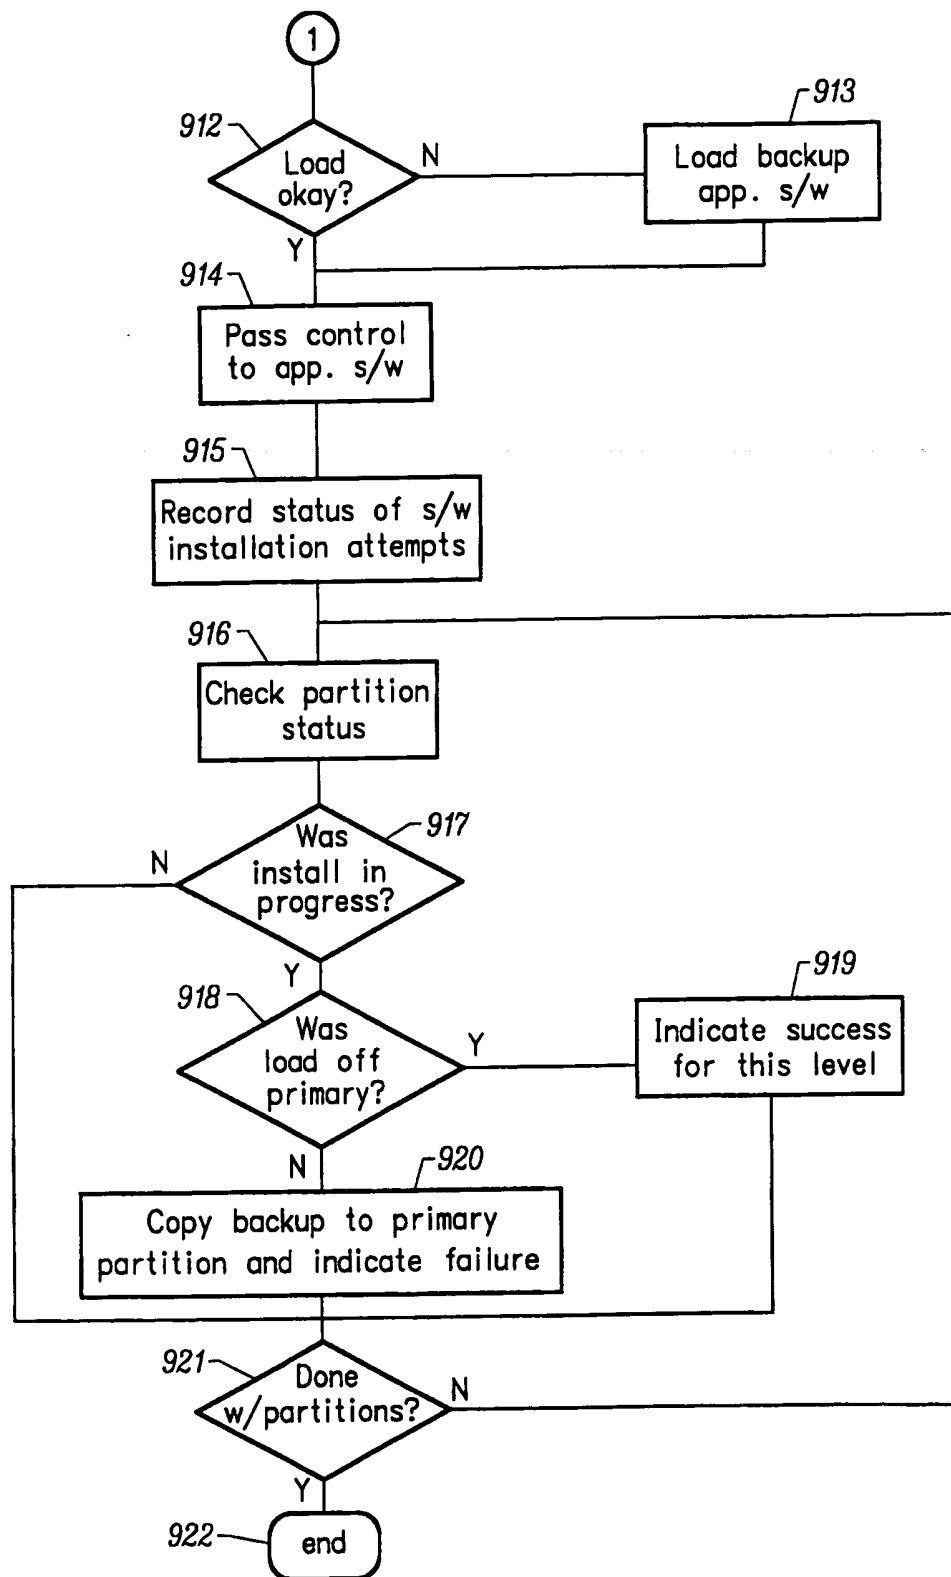 1
912
Load
okay?
N
Y
913
Load backup
app. s/w
914
Pass control
to app. s/w
915
Record status of s/w
installation attempts
916
Check partition
status
917
Was
install in
progress?
N
Y
918
Was
load off
primary?
Y
N
919
Indicate success
for this level
920
Copy backup to primary
partition and indicate failure
921
Done
w/partitions?
N
Y
922
end